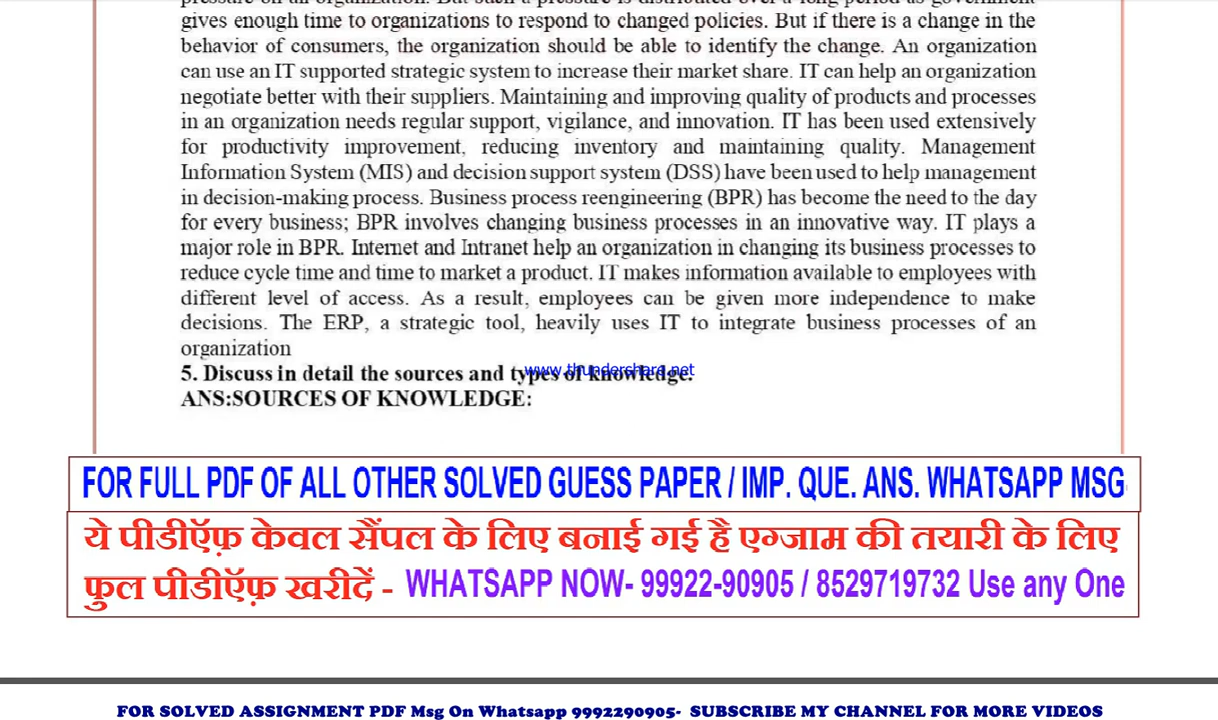 gives enough time to organizations to respond to changed policies. But if there is a change in the
behavior of consumers, the organization should be able to identify the change. An organization
can use an IT supported strategic system to increase their market share. IT can help an organization
negotiate better with their suppliers. Maintaining and improving quality of products and processes
in an organization needs regular support, vigilance, and innovation. IT has been used extensively
for productivity improvement, reducing inventory and maintaining quality. Management
Information System (MIS) and decision support system (DSS) have been used to help management
in decision-making process. Business process reengineering (BPR) has become the need to the day
for every business; BPR involves changing business processes in an innovative way. IT plays a
major role in BPR. Internet and Intranet help an organization in changing its business processes to
reduce cycle time and time to market a product. IT makes information available to employees with
different level of access. As a result, employees can be given more independence to make
decisions. The ERP, a strategic tool, heavily uses IT to integrate business processes of an
organization
5. Discuss in detail the sources and types of knowledge.
www.thundershare.net
ANS:SOURCES OF KNOWLEDGE:
FOR FULL PDF OF ALL OTHER SOLVED GUESS PAPER / IMP. QUE. ANS. WHATSAPP MSG
ये पीडीऍफ़ केवल सैंपल के लिए बनाई गई है एग्जाम की तयारी के लिए
फुल पीडीऍफ़ खरीदें - WHATSAPP NOW- 99922-90905 / 8529719732 Use any One
FOR SOLVED ASSIGNMENT PDF Msg On Whatsapp 9992290905- SUBSCRIBE MY CHANNEL FOR MORE VIDEOS